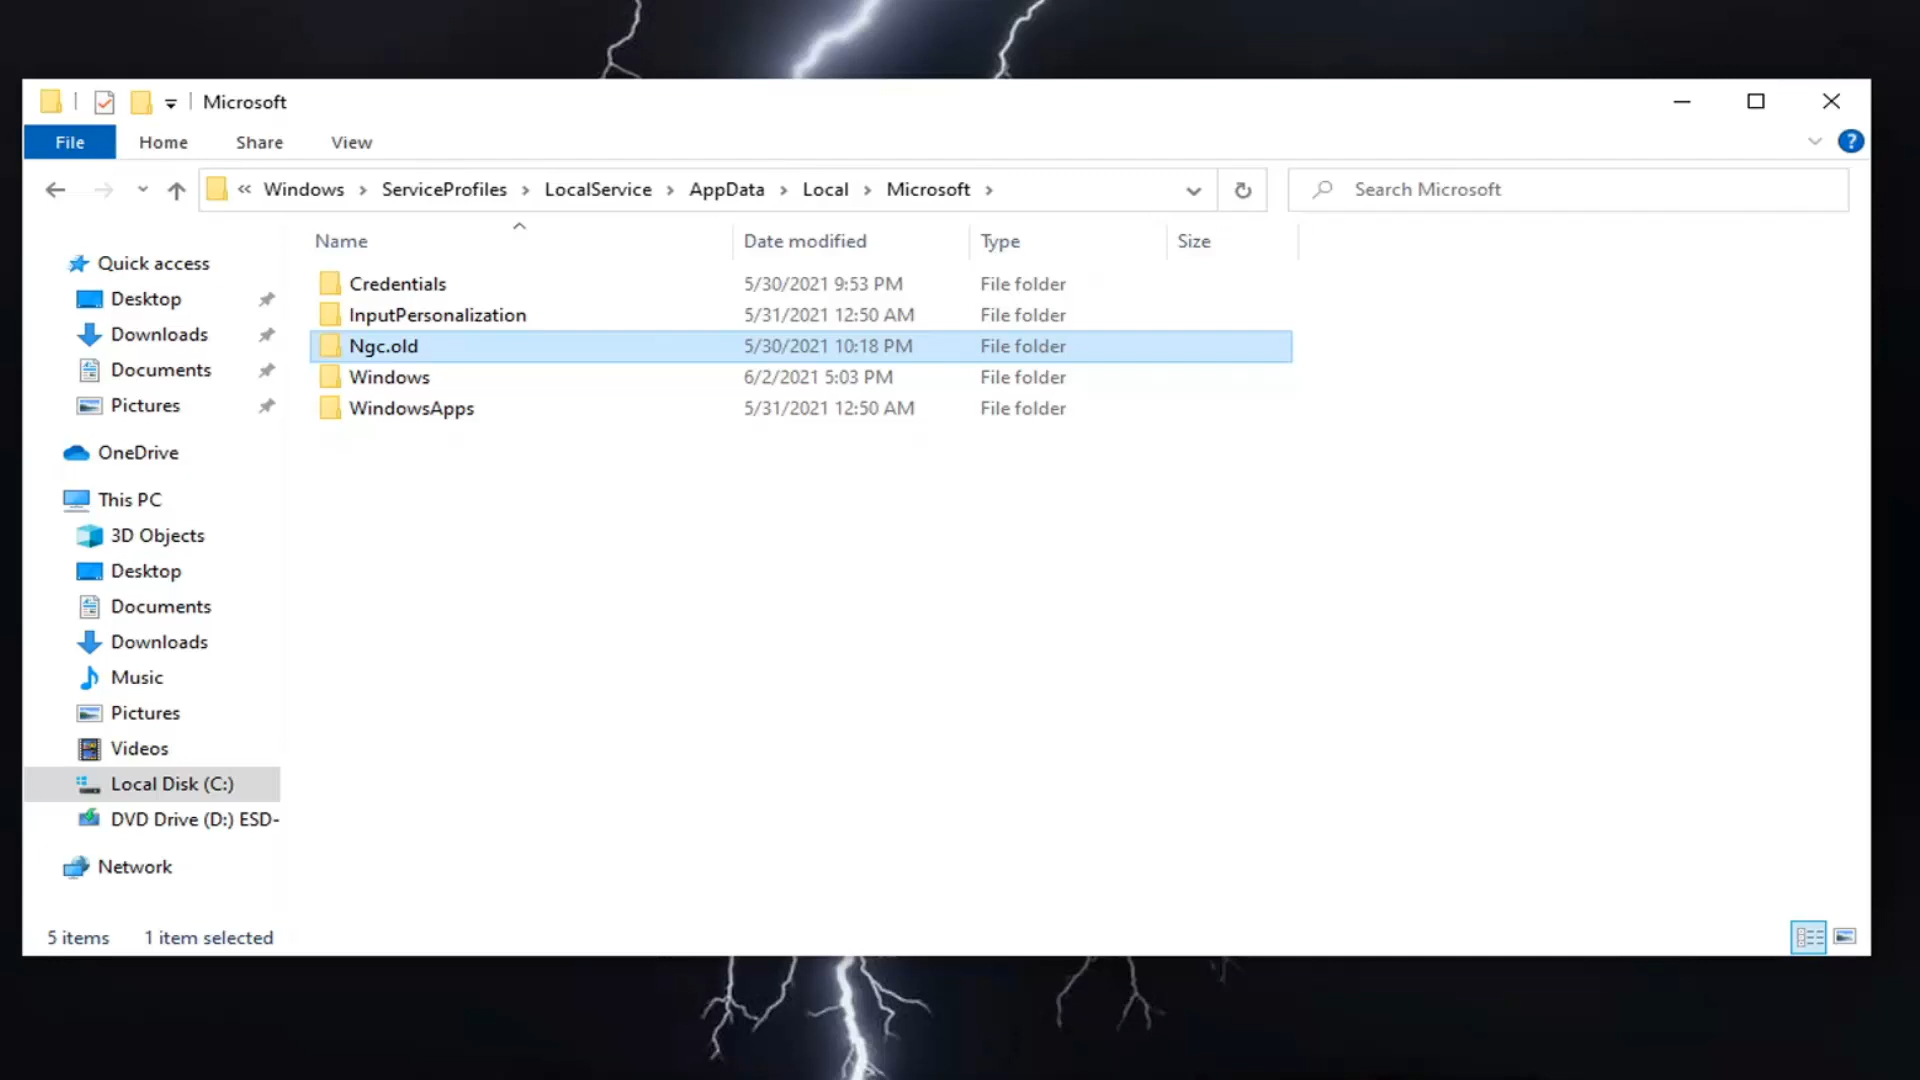 Microsoft
File Home Share View
« Windows > ServiceProfiles > LocalService > AppData > Local > Microsoft >
Search Microsoft
Name Date modified Type Size
Credentials 5/30/2021 9:53 PM File folder
InputPersonalization 5/31/2021 12:50 AM File folder
Ngc.old 5/30/2021 10:18 PM File folder
Windows 6/2/2021 5:03 PM File folder
WindowsApps 5/31/2021 12:50 AM File folder
Quick access
Desktop
Downloads
Documents
Pictures
OneDrive
This PC
3D Objects
Desktop
Documents
Downloads
Music
Pictures
Videos
Local Disk (C:)
DVD Drive (D:) ESD-
Network
5 items 1 item selected